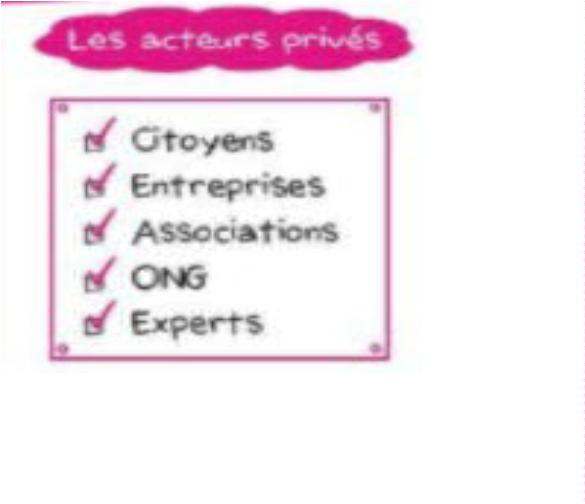 Les acteurs privés
Citoyens
Entreprises
Associations
ONG
Experts